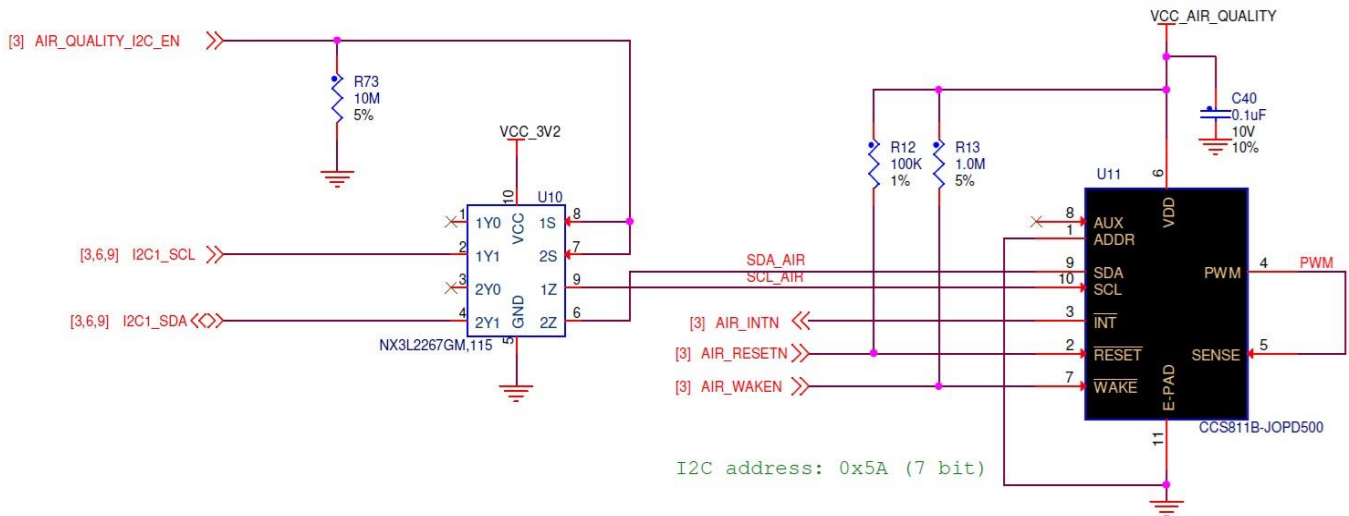 [3] AIR_QUALITY_I2C_EN
R73
10M
5%
VCC_3V2
U10
10
VCC
1 1Y0 1S 8
[3,6,9] I2C1_SCL 2 1Y1 2S 7
3 2Y0 1Z 9
[3,6,9] I2C1_SDA 4 2Y1 2Z 6
GND
5
NX3L2267GM,115
VCC_AIR_QUALITY
C40
0.1uF
10V
10%
R12
100K
1%
R13
1.0M
5%
U11
6
VDD
8 AUX
1 ADDR
SDA_AIR 9 SDA PWM 4 PWM
SCL_AIR 10 SCL
[3] AIR_INTN 3 INT
[3] AIR_RESETN 2 RESET SENSE 5
[3] AIR_WAKEN 7 WAKE
E-PAD
11
CCS811B-JOPD500
I2C address: 0x5A (7 bit)